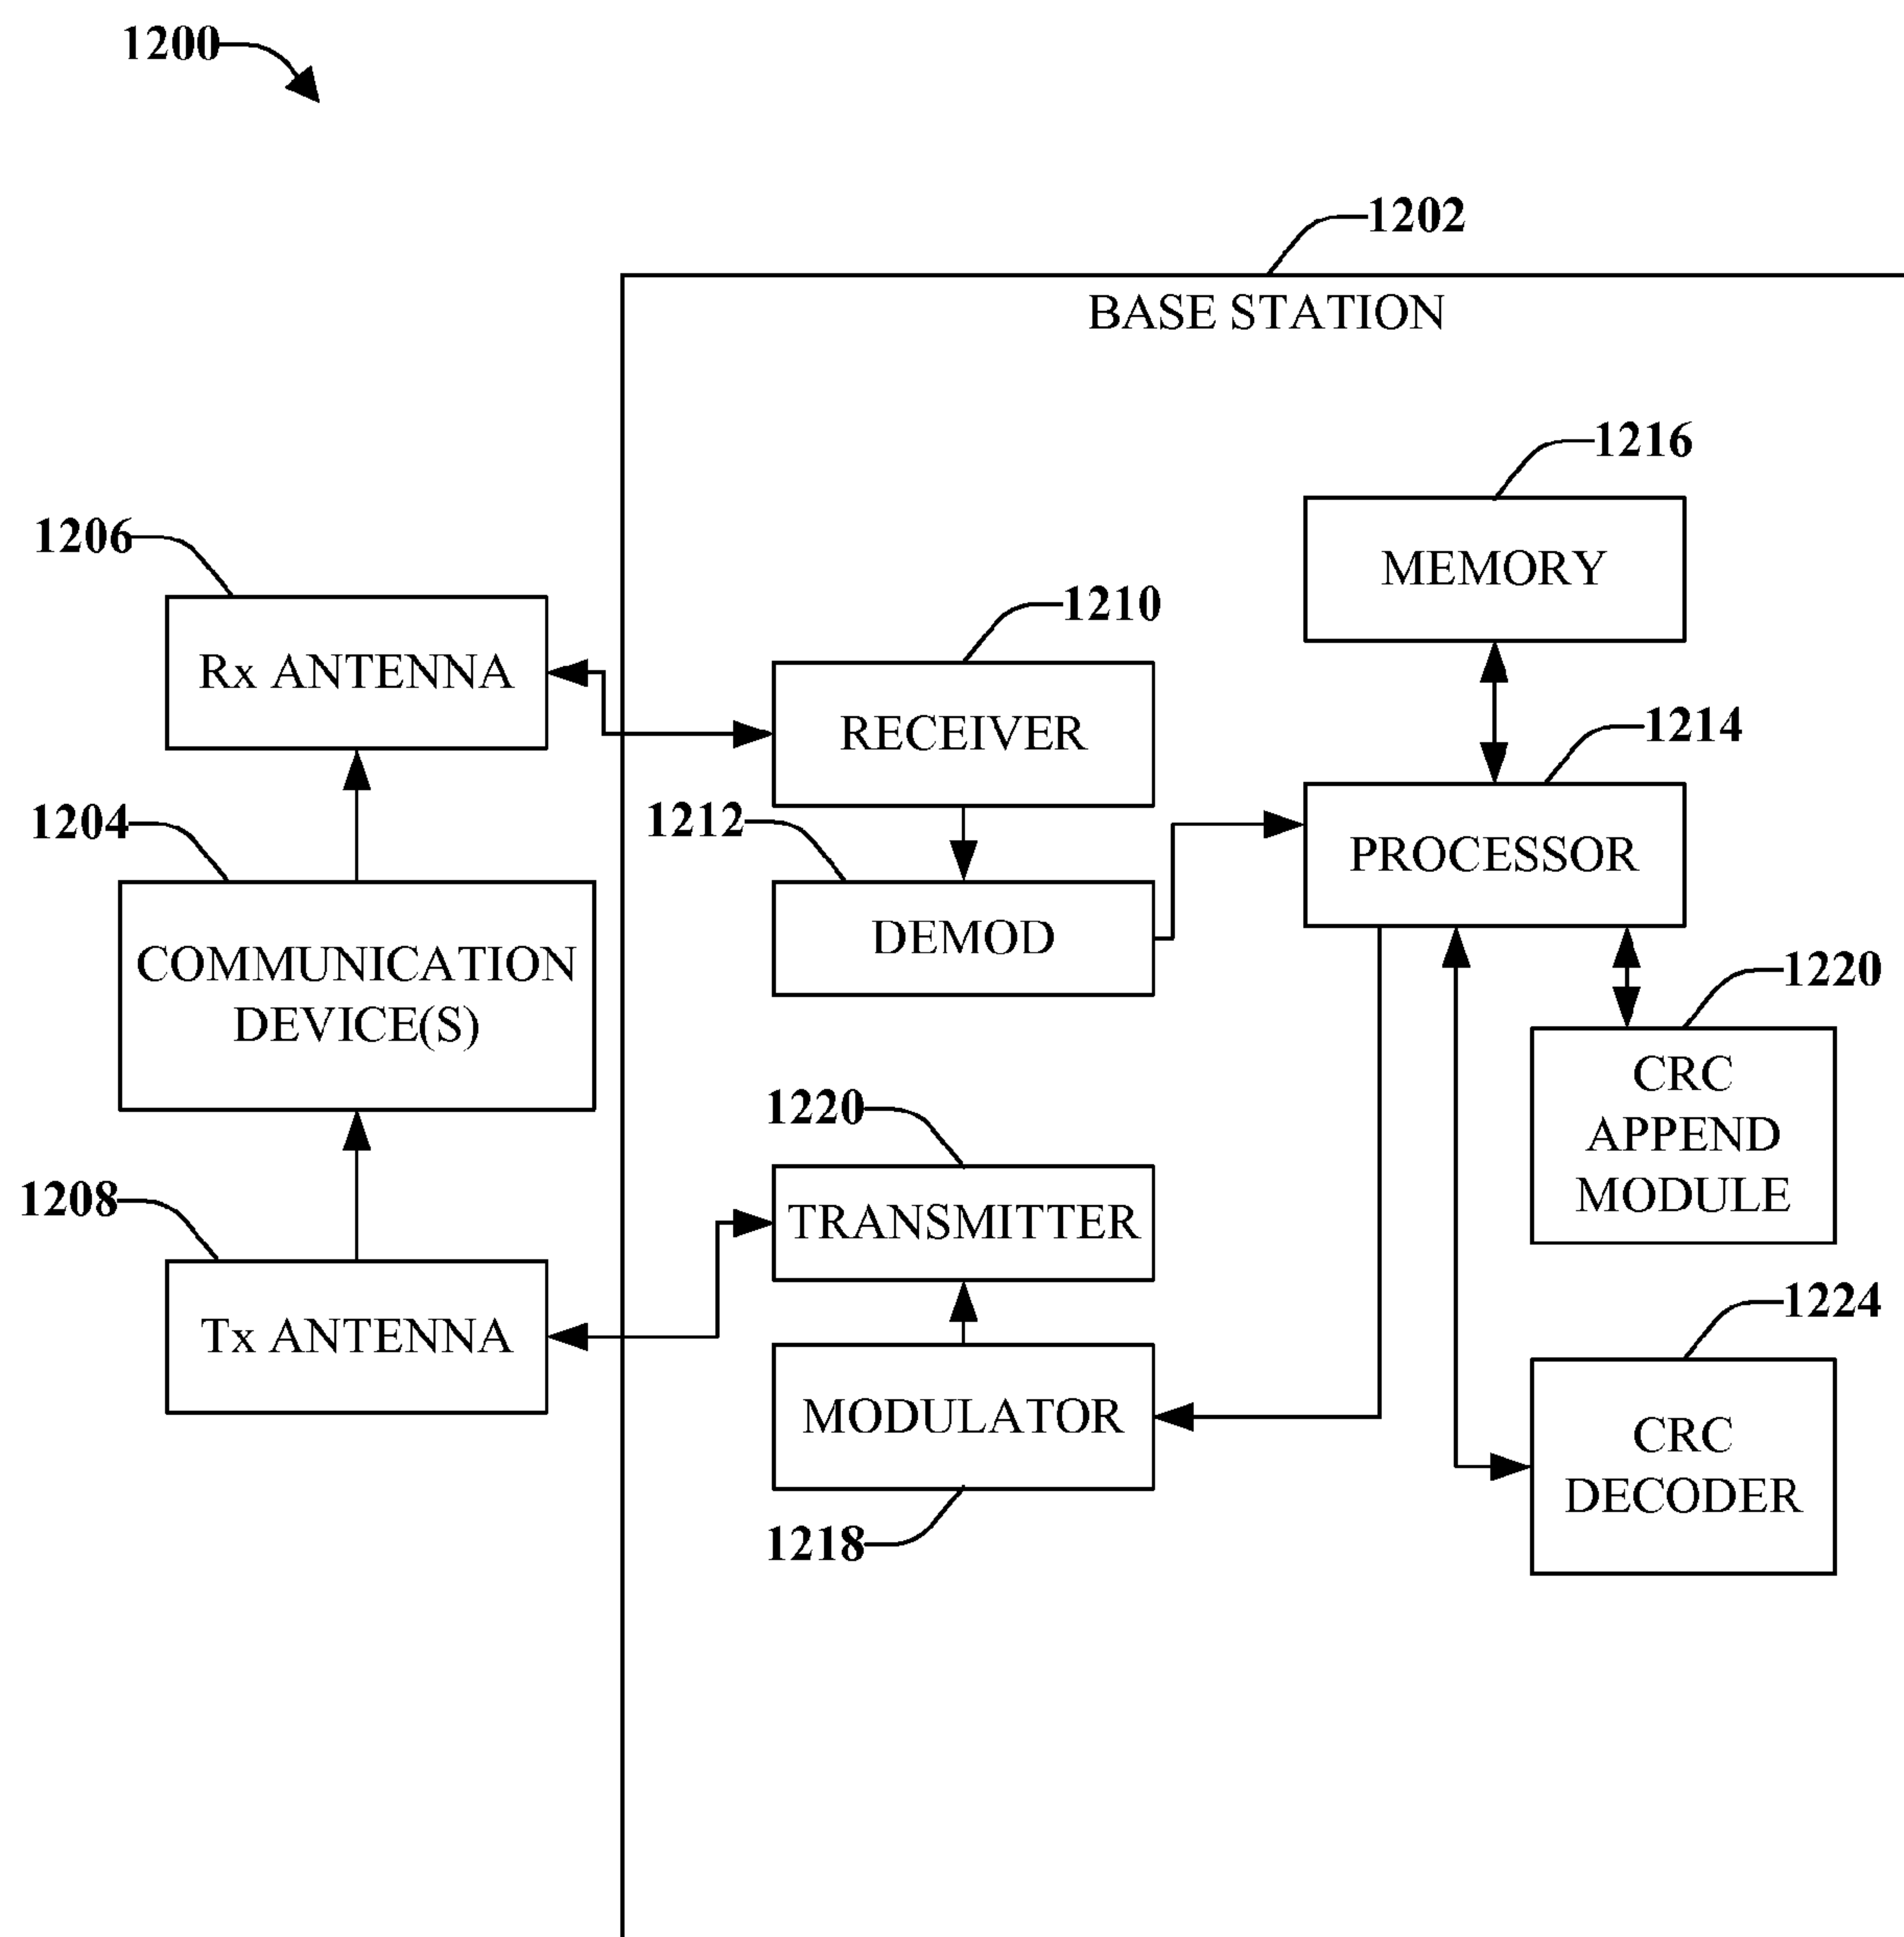 1200
1202
BASE STATION
1216
MEMORY
1206
Rx ANTENNA
1210
RECEIVER
1214
PROCESSOR
1204
COMMUNICATION
DEVICE(S)
1212
DEMOD
1220
CRC
APPEND
MODULE
1220
TRANSMITTER
1208
Tx ANTENNA
MODULATOR
1218
1224
CRC
DECODER